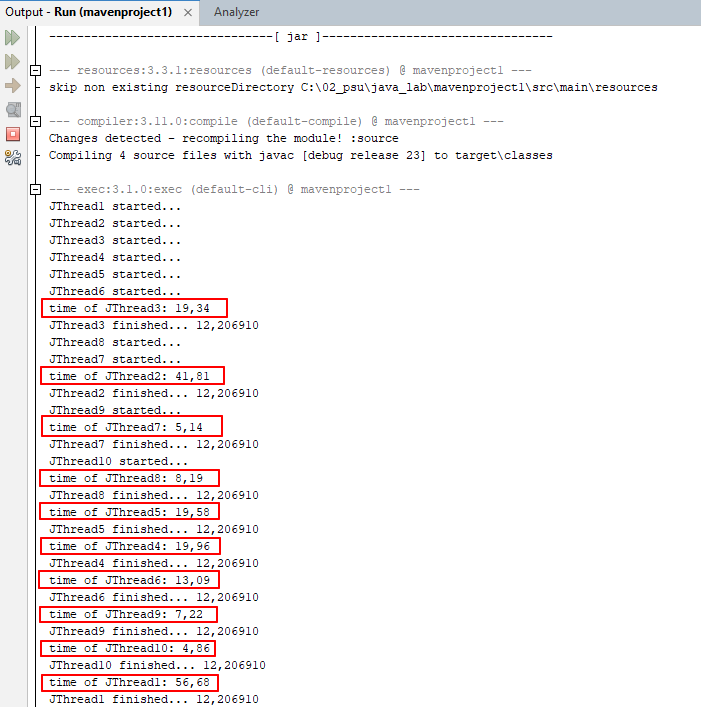 Output - Run (mavenproject1) × Analyzer
--------------------------------[ jar ]---------------------------------
--- resources:3.3.1:resources (default-resources) @ mavenproject1 ---
skip non existing resourceDirectory C:\02_psu\java_lab\mavenproject1\src\main\resources
--- compiler:3.11.0:compile (default-compile) @ mavenproject1 ---
Changes detected - recompiling the module! :source
Compiling 4 source files with javac [debug release 23] to target\classes
--- exec:3.1.0:exec (default-cli) @ mavenproject1 ---
JThread1 started...
JThread2 started...
JThread3 started...
JThread4 started...
JThread5 started...
JThread6 started...
time of JThread3: 19,34
JThread3 finished... 12,206910
JThread8 started...
JThread7 started...
time of JThread2: 41,81
JThread2 finished... 12,206910
JThread9 started...
time of JThread7: 5,14
JThread7 finished... 12,206910
JThread10 started...
time of JThread8: 8,19
JThread8 finished... 12,206910
time of JThread5: 19,58
JThread5 finished... 12,206910
time of JThread4: 19,96
JThread4 finished... 12,206910
time of JThread6: 13,09
JThread6 finished... 12,206910
time of JThread9: 7,22
JThread9 finished... 12,206910
time of JThread10: 4,86
JThread10 finished... 12,206910
time of JThread1: 56,68
JThread1 finished... 12,206910